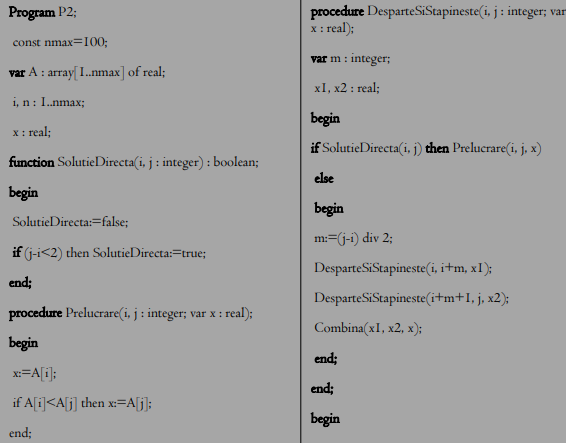 Program P2;
const nmax=100;
var A : array[1..nmax] of real;
i, n : 1..nmax;
x : real;
function SolutieDirecta(i, j : integer) : boolean;
begin
SolutieDirecta:=false;
if (j-i<2) then SolutieDirecta:=true;
end;
procedure Prelucrare(i, j : integer; var x : real);
begin
x:=A[i];
if A[i]<A[j] then x:=A[j];
end;
procedure DesparteSiStapineste(i, j : integer; var
x : real);
var m : integer;
x1, x2 : real;
begin
if SolutieDirecta(i, j) then Prelucrare(i, j, x)
else
begin
m:=(j-i) div 2;
DesparteSiStapineste(i, i+m, x1);
DesparteSiStapineste(i+m+1, j, x2);
Combina(x1, x2, x);
end;
end;
begin